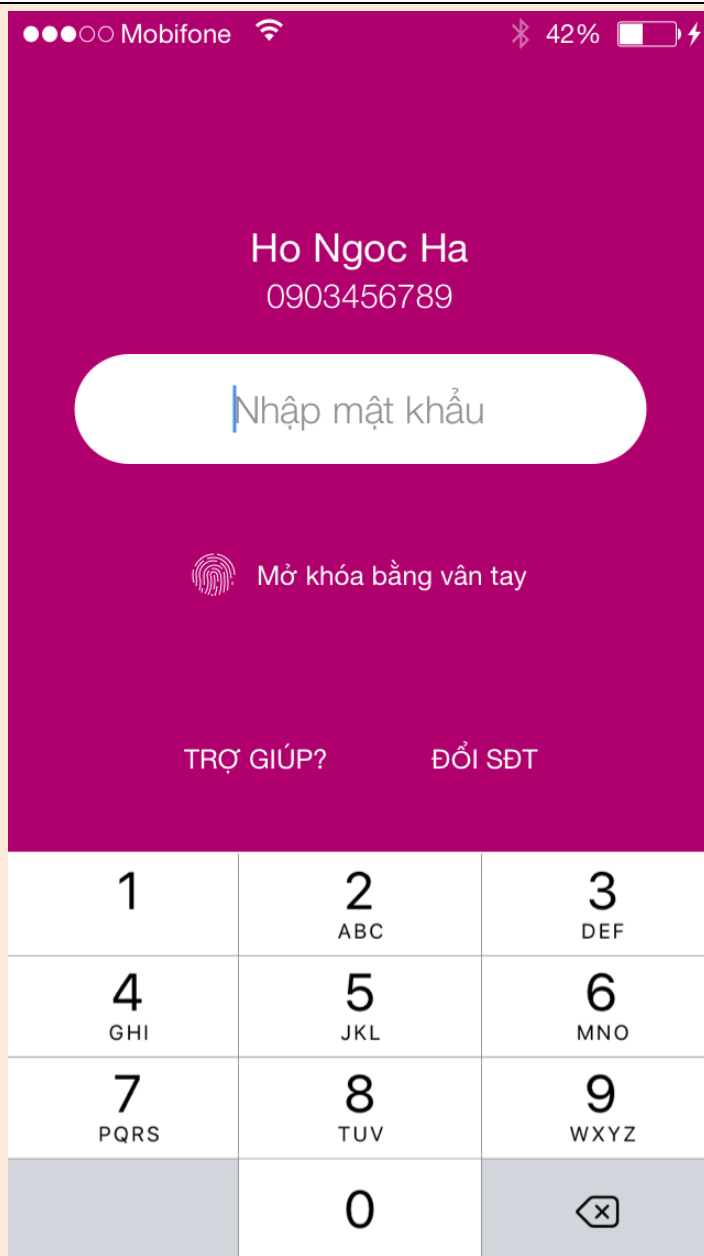 Mobifone 42%
Ho Ngoc Ha
0903456789
Nhập mật khẩu
Mở khóa bằng vân tay
TRỢ GIÚP? ĐỔI SĐT
1 2 3
ABC DEF
4 5 6
GHI JKL MNO
7 8 9
PQRS TUV WXYZ
0